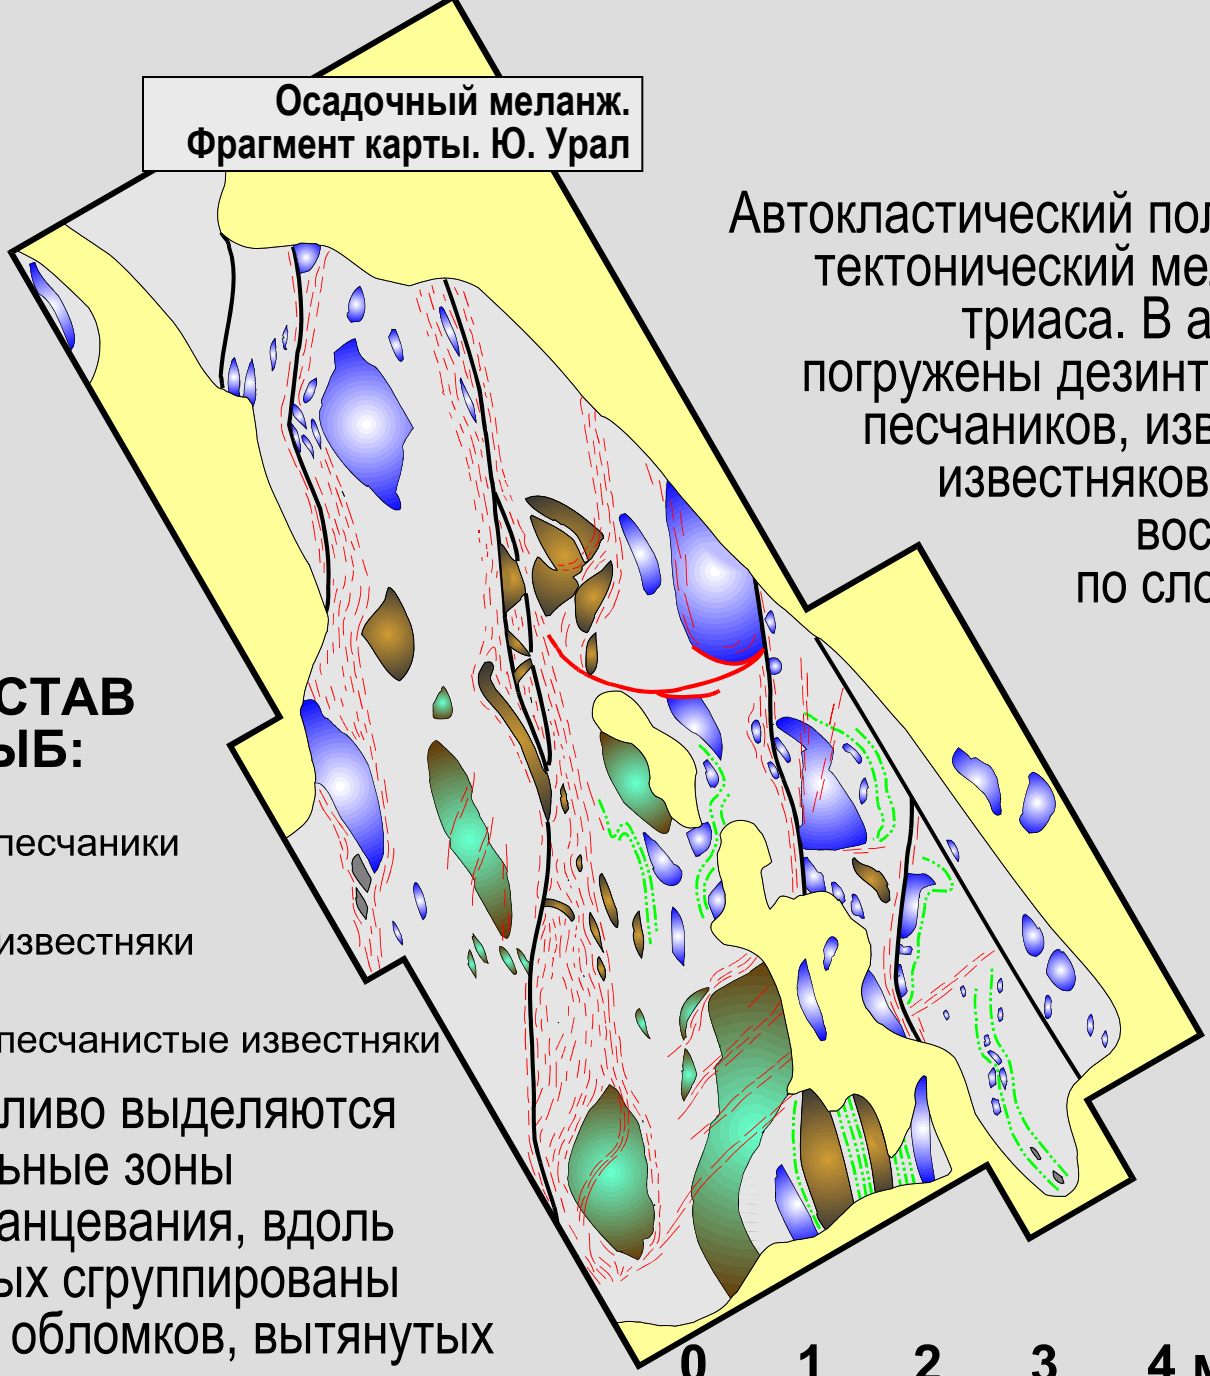 Осадочный меланж.
Фрагмент карты. Ю. Урал
Автокластический пол
тектонический ме
триаса. В а
погружены дезинт
песчаников, изв
известняков
вос
по сло
СТАВ
ЫБ:
песчаники
известняки
песчанистые известняки
ливо выделяются
льные зоны
анцевания, вдоль
ых сгруппированы
обломков, вытянутых
0 1 2 3 4 м